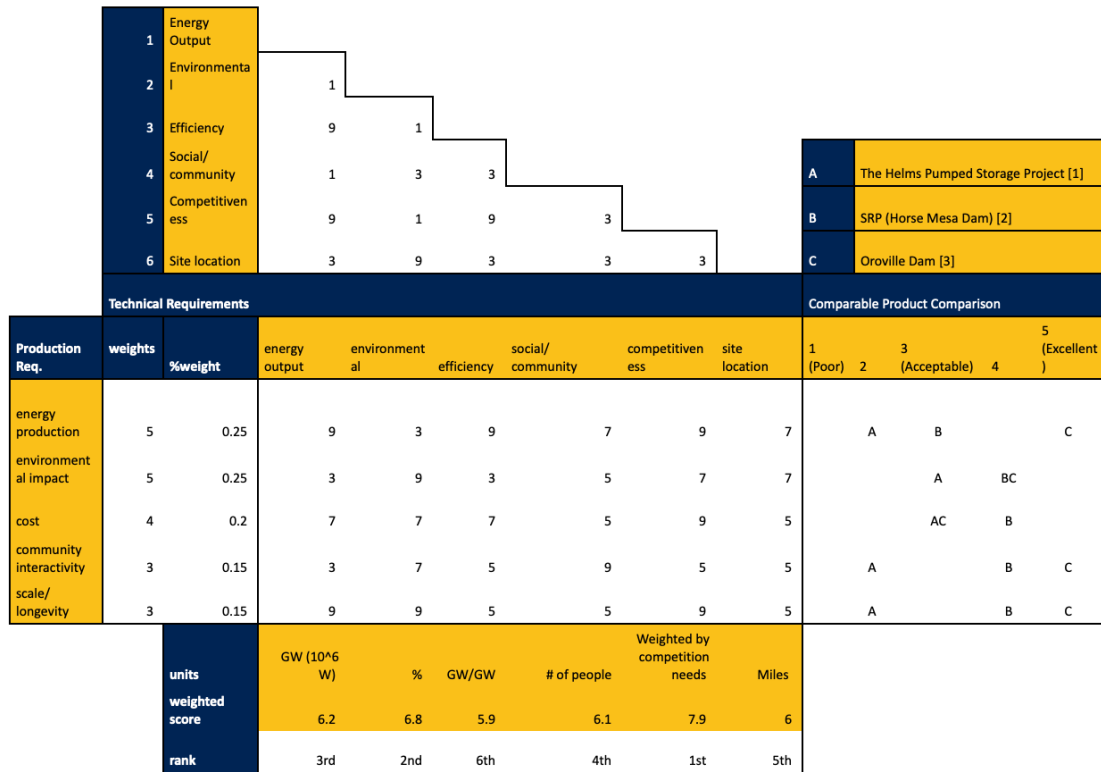 Energy
1 Output
Environmenta
2 l 1
3 Efficiency 9 1
Social/
4 community 1 3 3
Competitiven
5 ess 9 1 9 3
6 Site location 3 9 3 3 3
A The Helms Pumped Storage Project [1]
B SRP (Horse Mesa Dam) [2]
C Oroville Dam [3]
Technical Requirements Comparable Product Comparison
Production
Req. weights %weight energy
output environment
al efficiency social/
community competitiven
ess site
location 1
(Poor) 2 3
(Acceptable) 4 5
(Excellent
)
energy
production 5 0.25 9 3 9 7 9 7 A B C
environment
al impact 5 0.25 3 9 3 5 7 7 A BC
cost 4 0.2 7 7 7 5 9 5 AC B
community
interactivity 3 0.15 3 7 5 9 5 5 A B C
scale/
longevity 3 0.15 9 9 5 5 9 5 A B C
units GW (10^6
W) % GW/GW # of people Weighted by
competition
needs Miles
weighted
score 6.2 6.8 5.9 6.1 7.9 6
rank 3rd 2nd 6th 4th 1st 5th